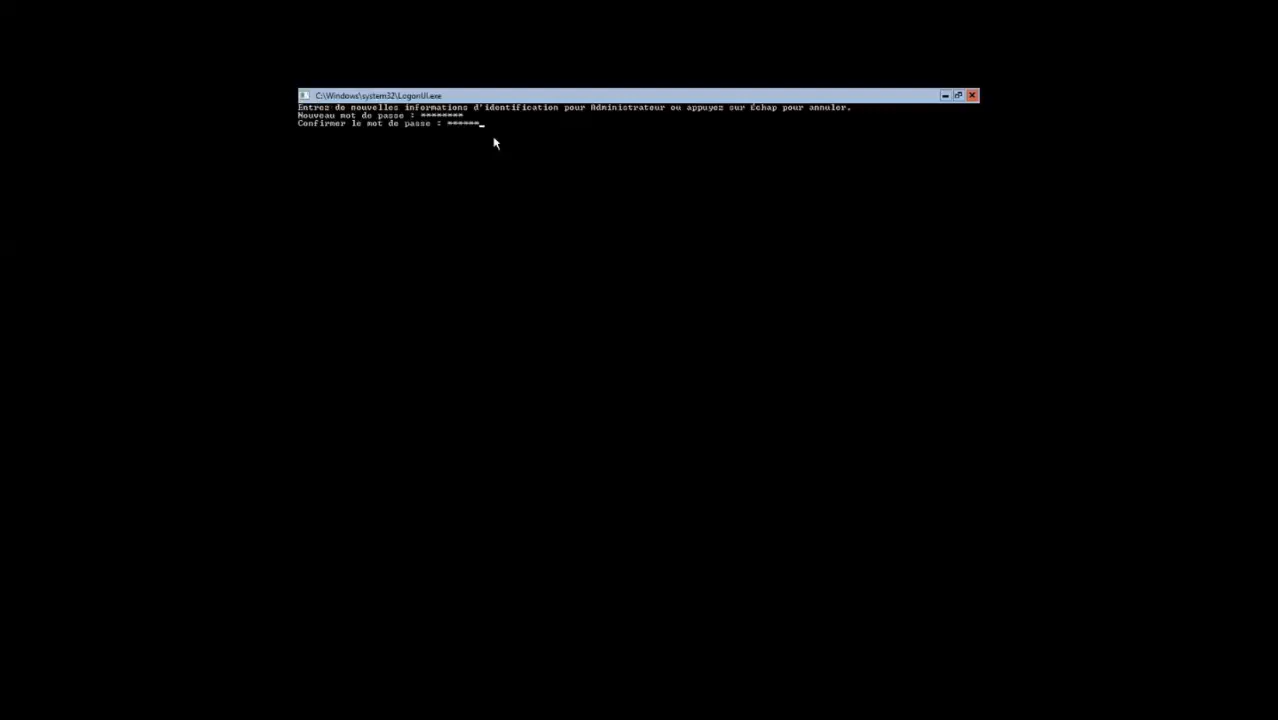 C:\Windows\system32\LogonUI.exe
Entrez de nouvelles informations d'identification pour Administrateur ou appuyez sur Échap pour annuler.
Nouveau mot de passe : ********
Confirmer le mot de passe : ******_